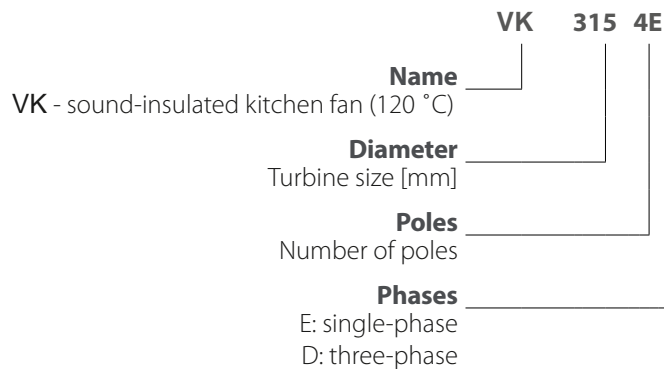 VK 315 4E
Name
VK - sound-insulated kitchen fan (120 ˚C)
Diameter
Turbine size [mm]
Poles
Number of poles
Phases
E: single-phase
D: three-phase